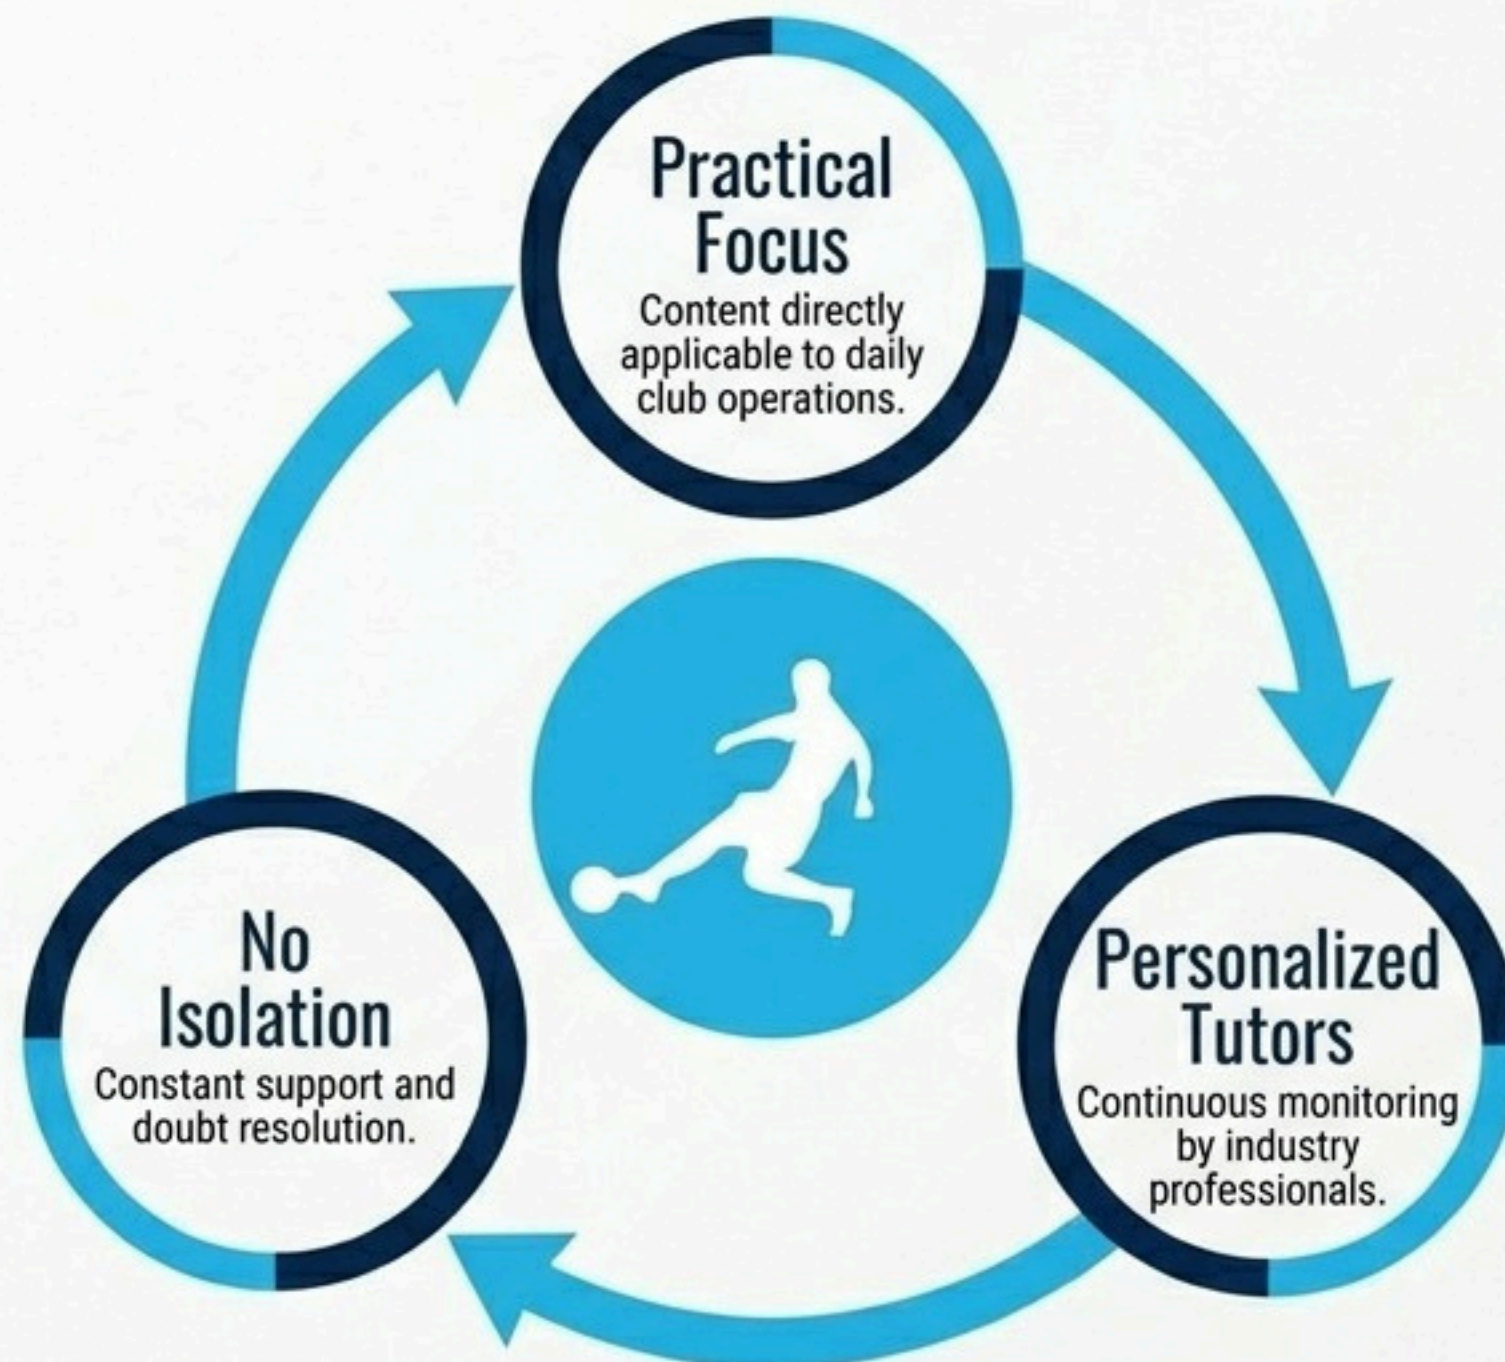 Practical
Focus
Content directly
applicable to daily
club operations.
No
Isolation
Constant support and
doubt resolution.
Personalized
Tutors
Continuous monitoring
by industry
professionals.